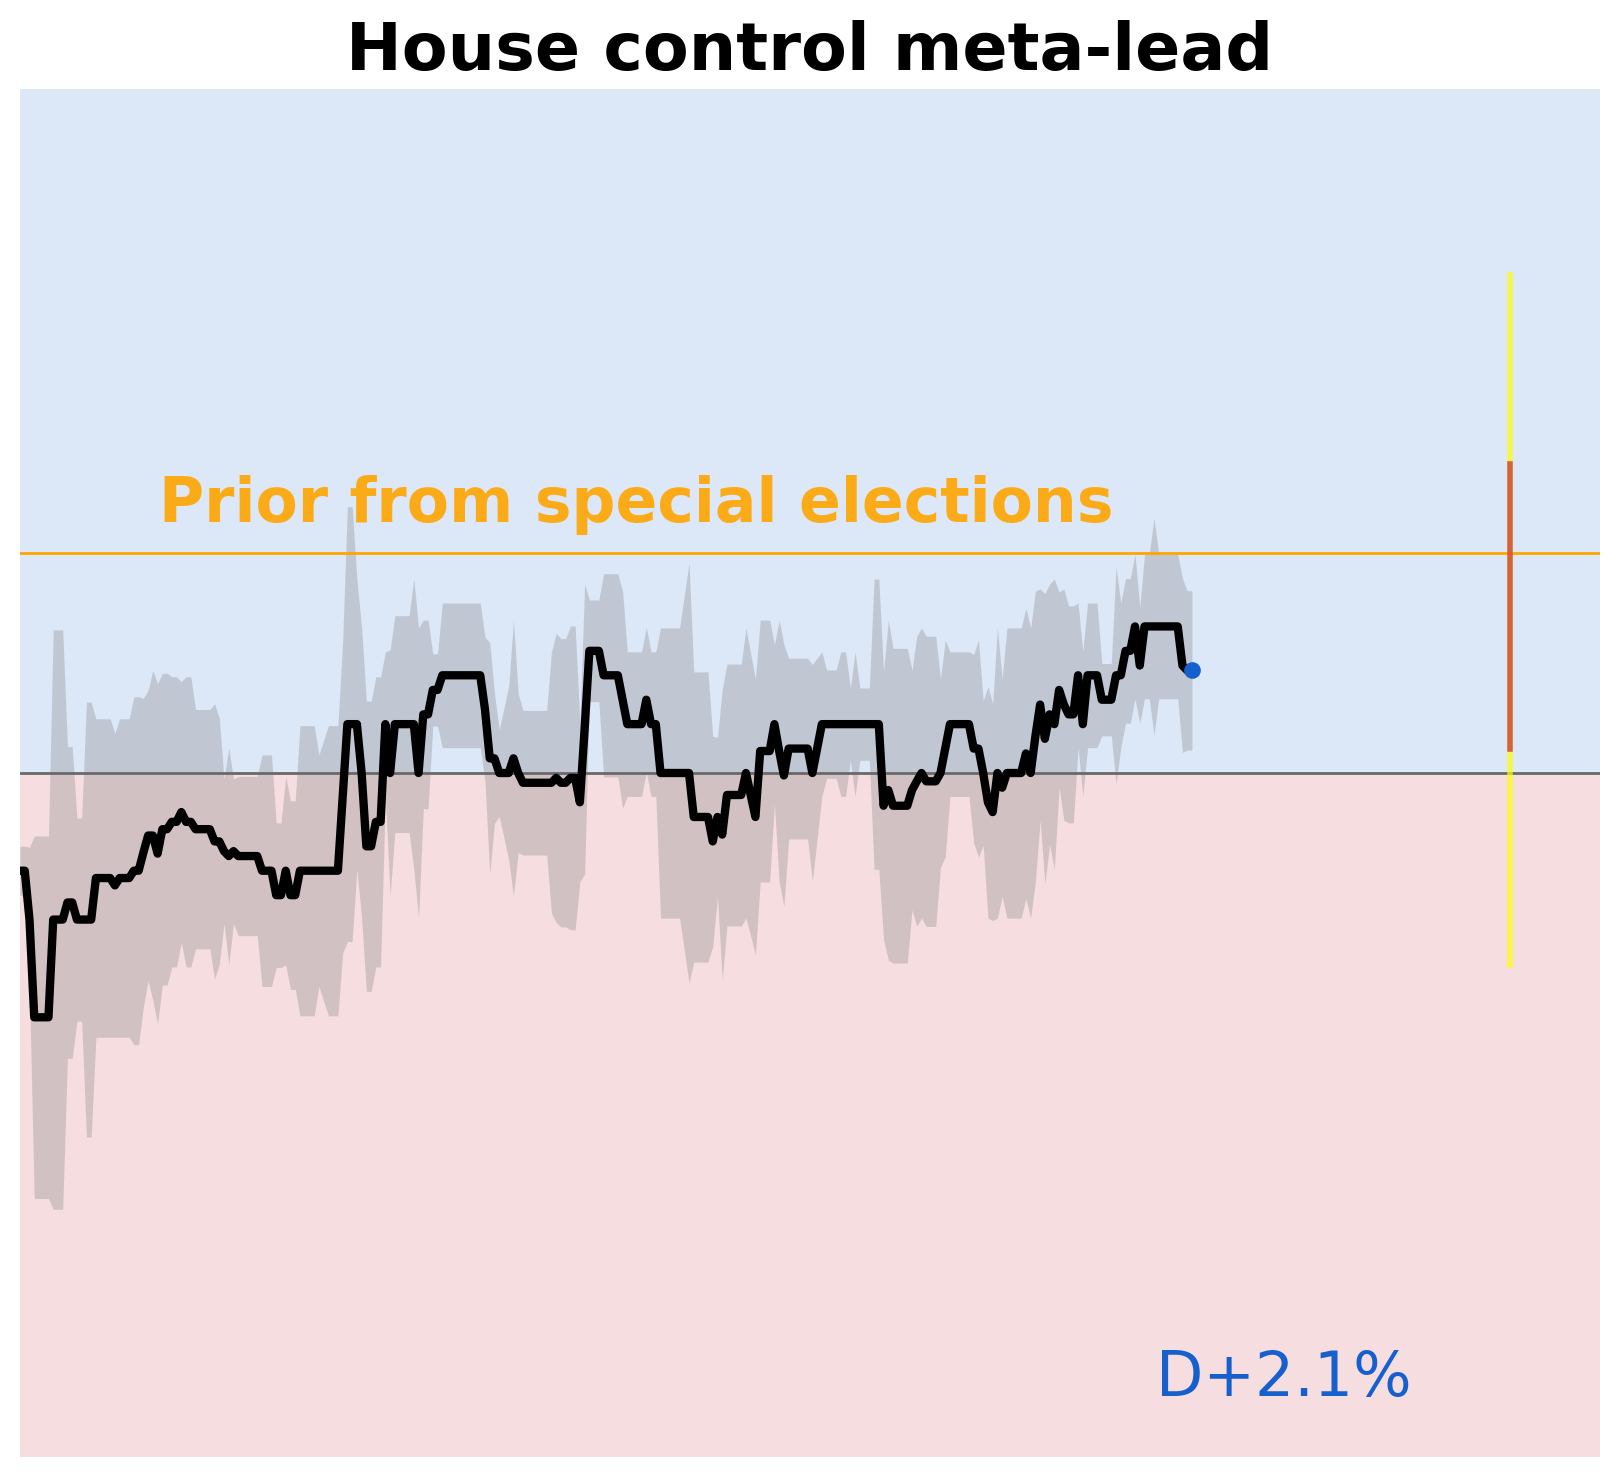 House control meta-lead
Prior from special elections
D+2.1%